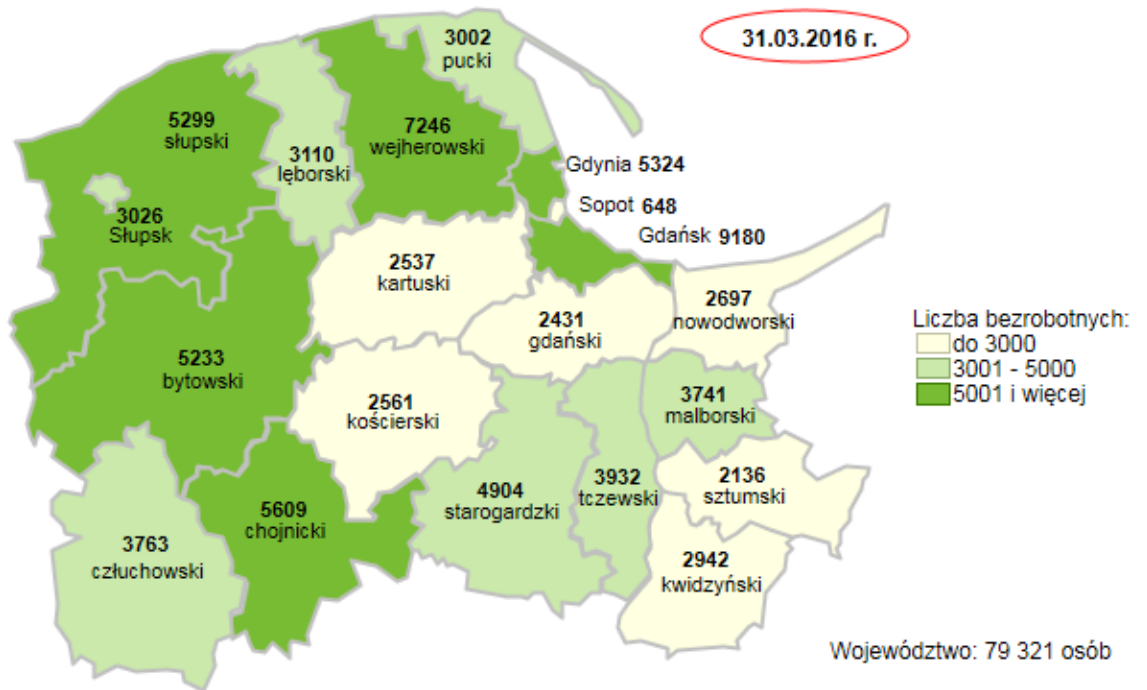 31.03.2016 r.
3002
pucki
5299
słupski
7246
wejherowski
3110
lęborski
Gdynia 5324
Sopot 648
Gdańsk 9180
3026
Słupsk
2537
kartuski
2697
nowodworski
2431
gdański
Liczba bezrobotnych:
do 3000
3001 - 5000
5001 i więcej
5233
bytowski
2561
kościerski
3741
malborski
3932
tczewski
2136
sztumski
4904
starogardzki
5609
chojnicki
3763
człuchowski
2942
kwidzyński
Województwo: 79 321 osób